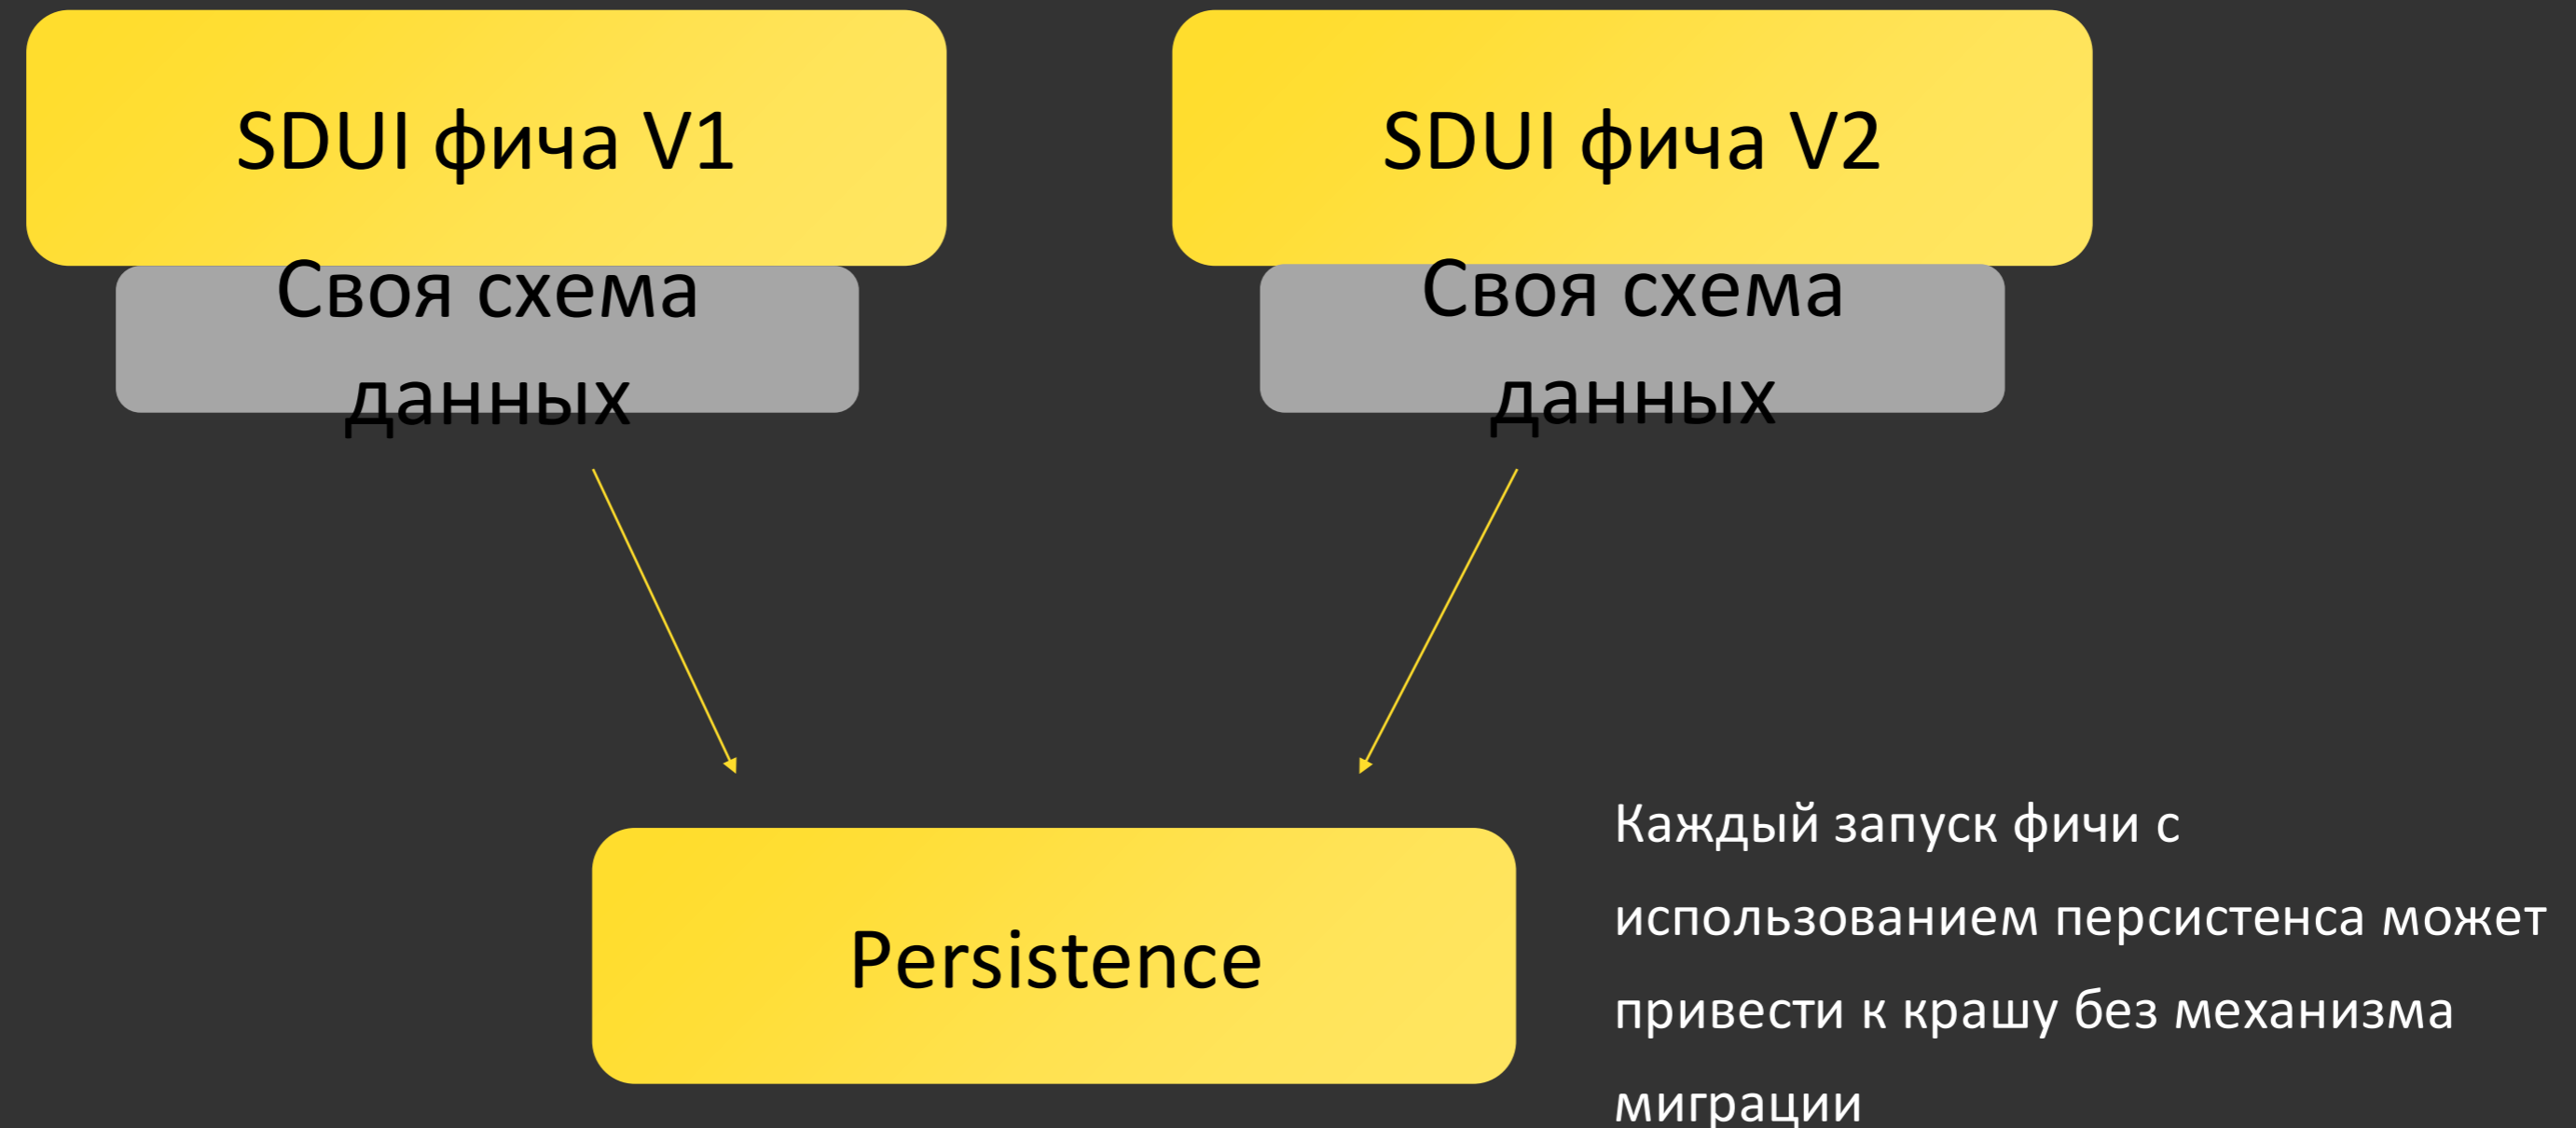 SDUI фича V1
SDUI фича V2
Своя схема
данных
Своя схема
данных
Persistence
Каждый запуск фичи с
использованием персистенса может
привести к крашу без механизма
миграции